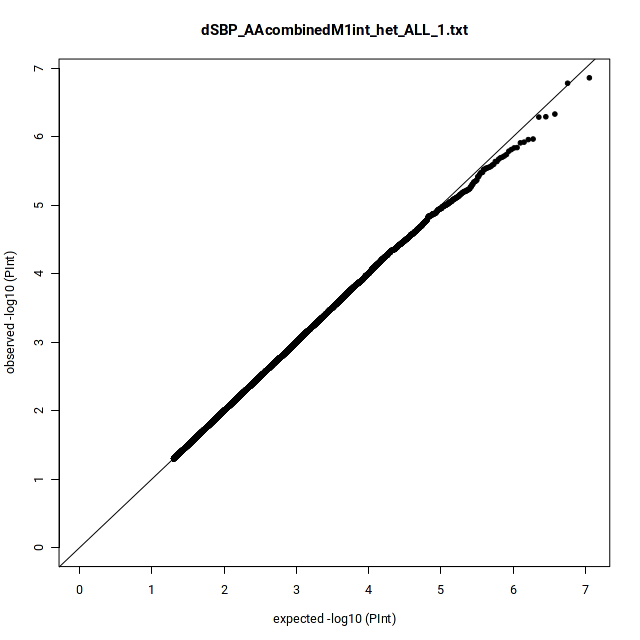 dSBP_AAcombinedM1int_het_ALL_1.txt
7
6
5
4
3
2
1
0
observed -log10 (PInt)
0 1 2 3 4 5 6 7
expected -log10 (PInt)